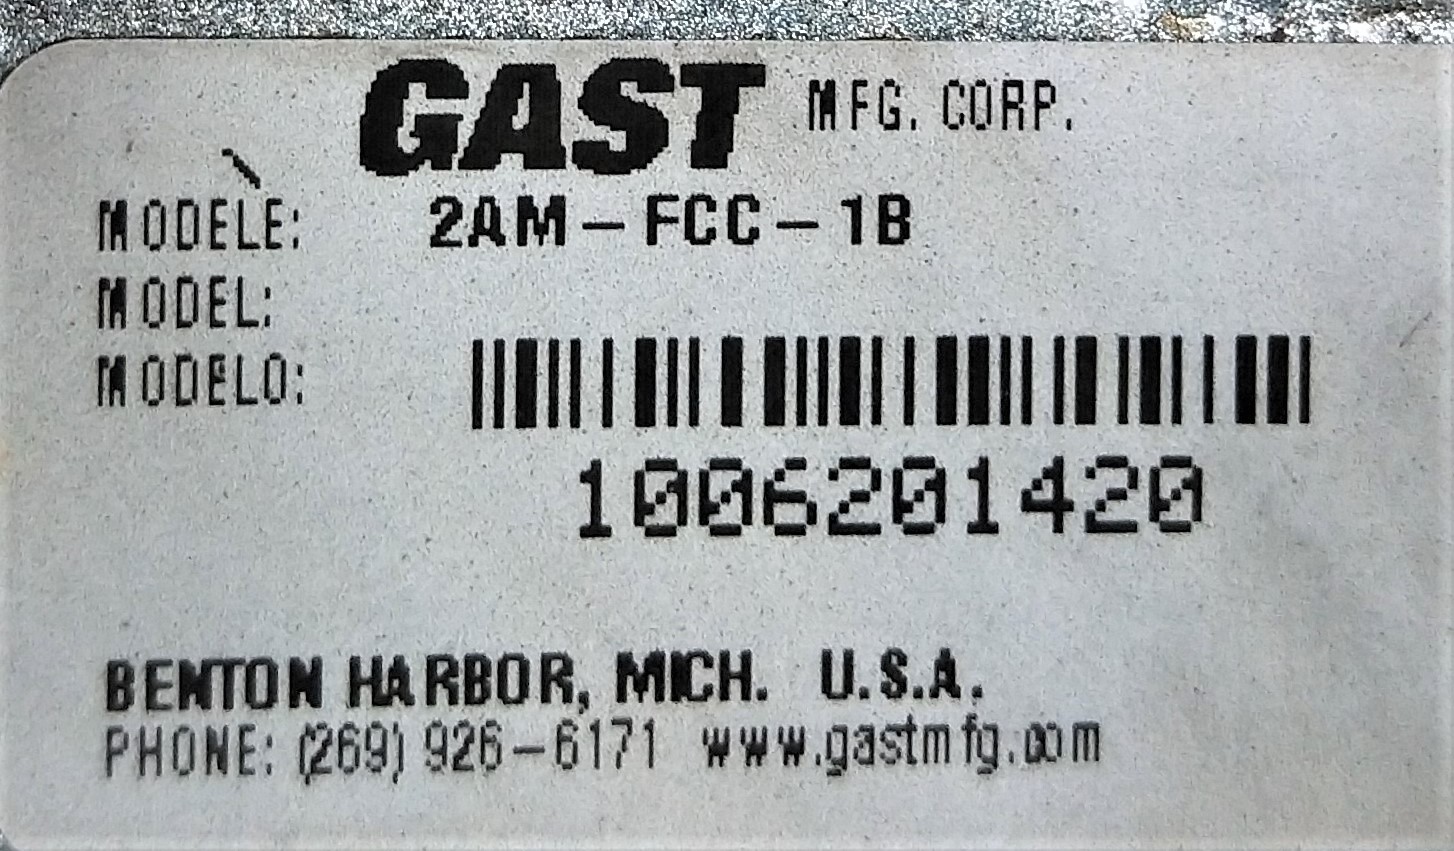 GAST MFG. CORP.
MODELÈ: 2AM-FCC-1B
MODEL:
MODELO:
1006201420
BENTON HARBOR, MICH. U.S.A.
PHONE: (269) 926-6171 www.gastmfg.com